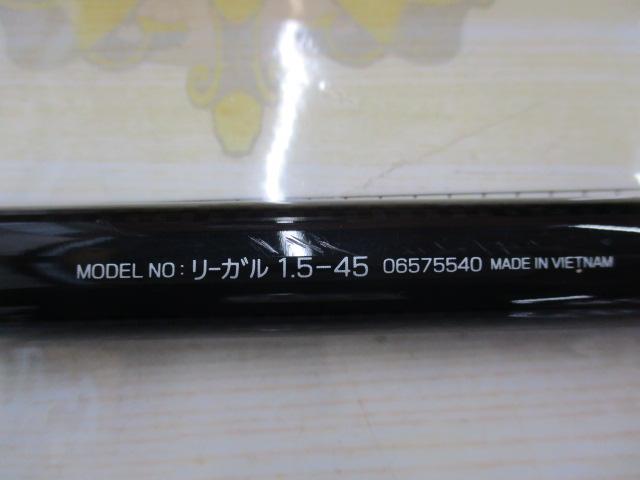 MODEL NO: リーガル 1.5-45 06575540 MADE IN VIETNAM